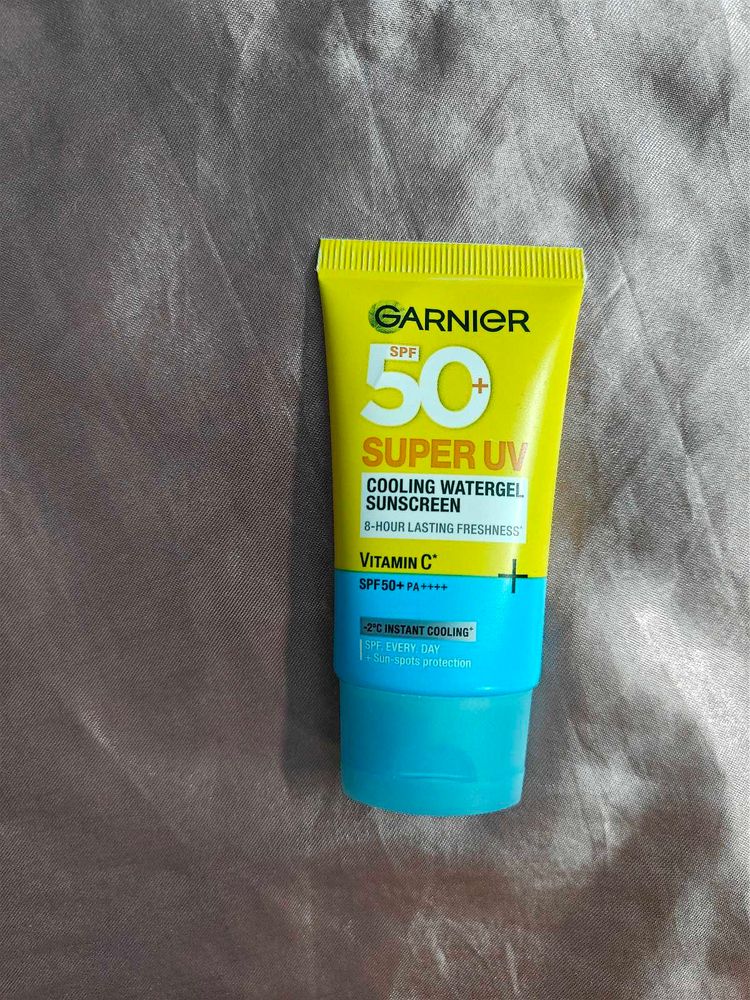 GARNIER
SPF
50+
SUPER UV
COOLING WATERGEL
SUNSCREEN
8-HOUR LASTING FRESHNESS*
VITAMIN C*
SPF50+ PA++++
-2°C INSTANT COOLING+
SPF. EVERY. DAY
+ Sun-spots protection